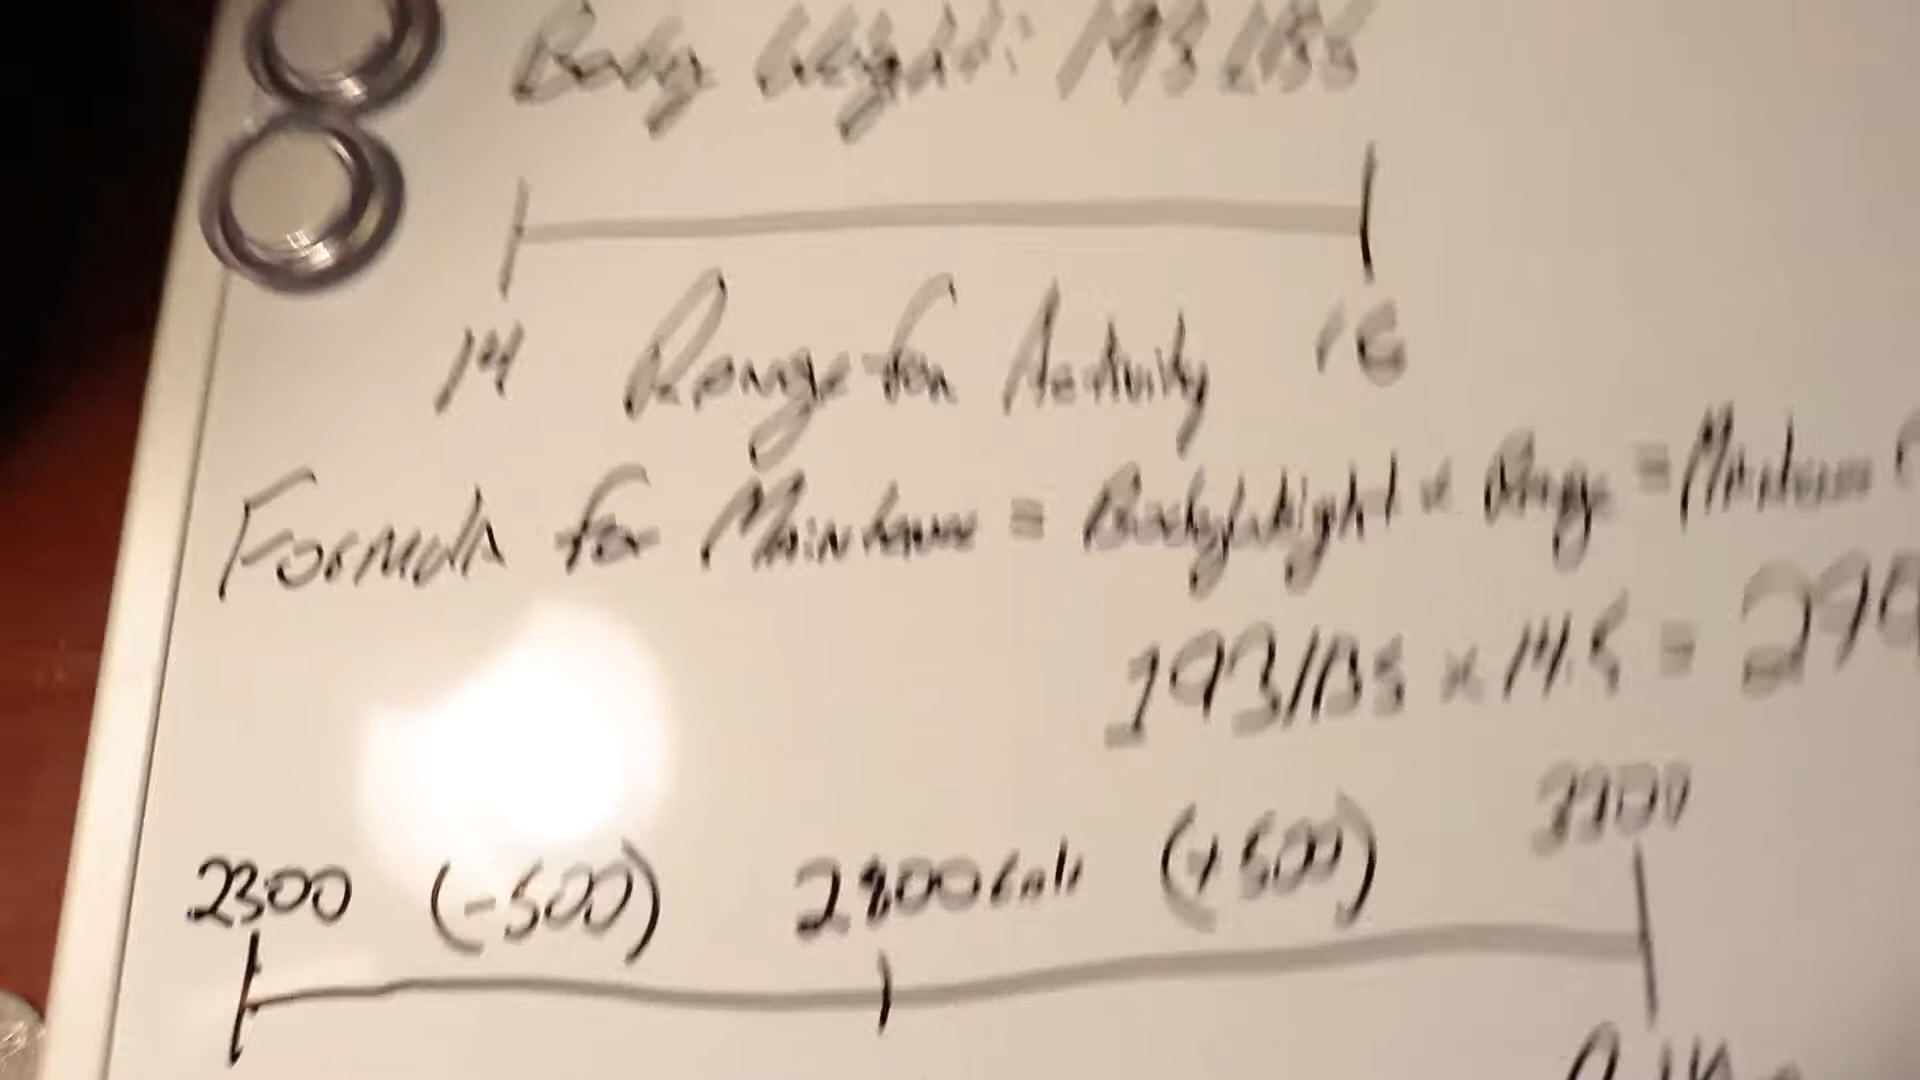 Body Weight: 193 LBS
14 Range for Activity 16
Formula for Maintenance = BodyWeight x Range = Maintenance
193 lbs x 14.5 =
2300 (-500) 2800 Cals (+500) 3300